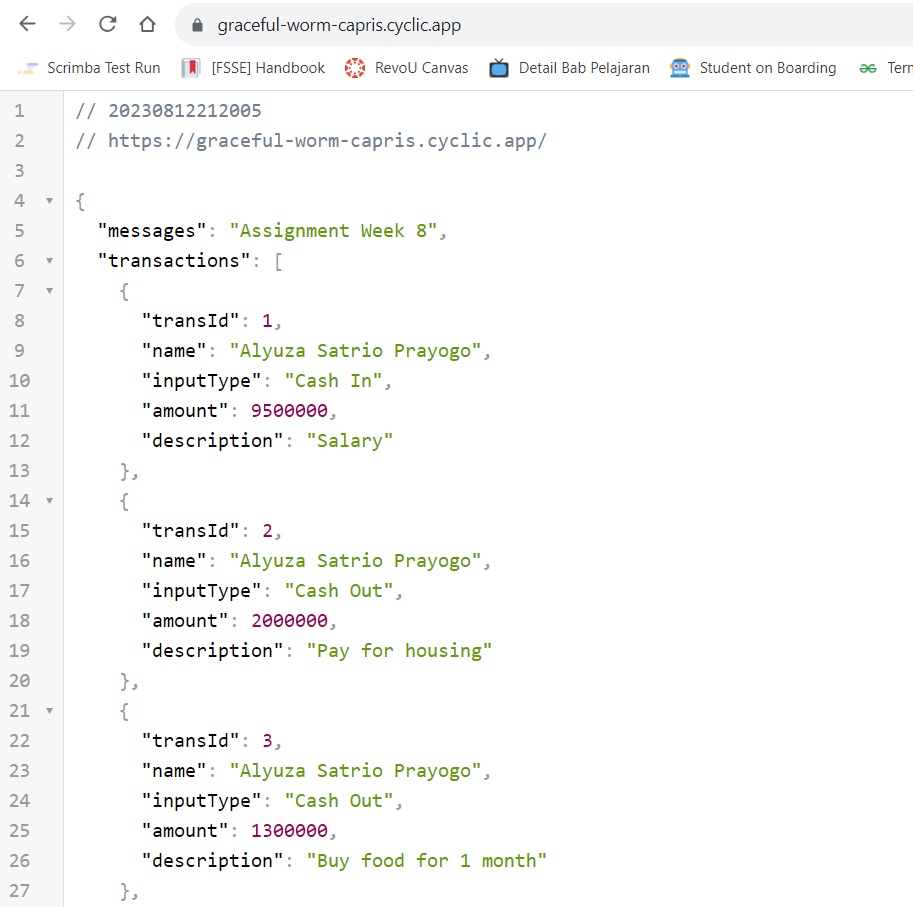 graceful-worm-capris.cyclic.app
Scrimba Test Run [FSSE] Handbook RevoU Canvas Detail Bab Pelajaran Student on Boarding Tern
1 // 20230812212005
2 // https://graceful-worm-capris.cyclic.app/
3
4 {
5 "messages": "Assignment Week 8",
6 "transactions": [
7 {
8 "transId": 1,
9 "name": "Alyuza Satrio Prayogo",
10 "inputType": "Cash In",
11 "amount": 9500000,
12 "description": "Salary"
13 },
14 {
15 "transId": 2,
16 "name": "Alyuza Satrio Prayogo",
17 "inputType": "Cash Out",
18 "amount": 2000000,
19 "description": "Pay for housing"
20 },
21 {
22 "transId": 3,
23 "name": "Alyuza Satrio Prayogo",
24 "inputType": "Cash Out",
25 "amount": 1300000,
26 "description": "Buy food for 1 month"
27 },